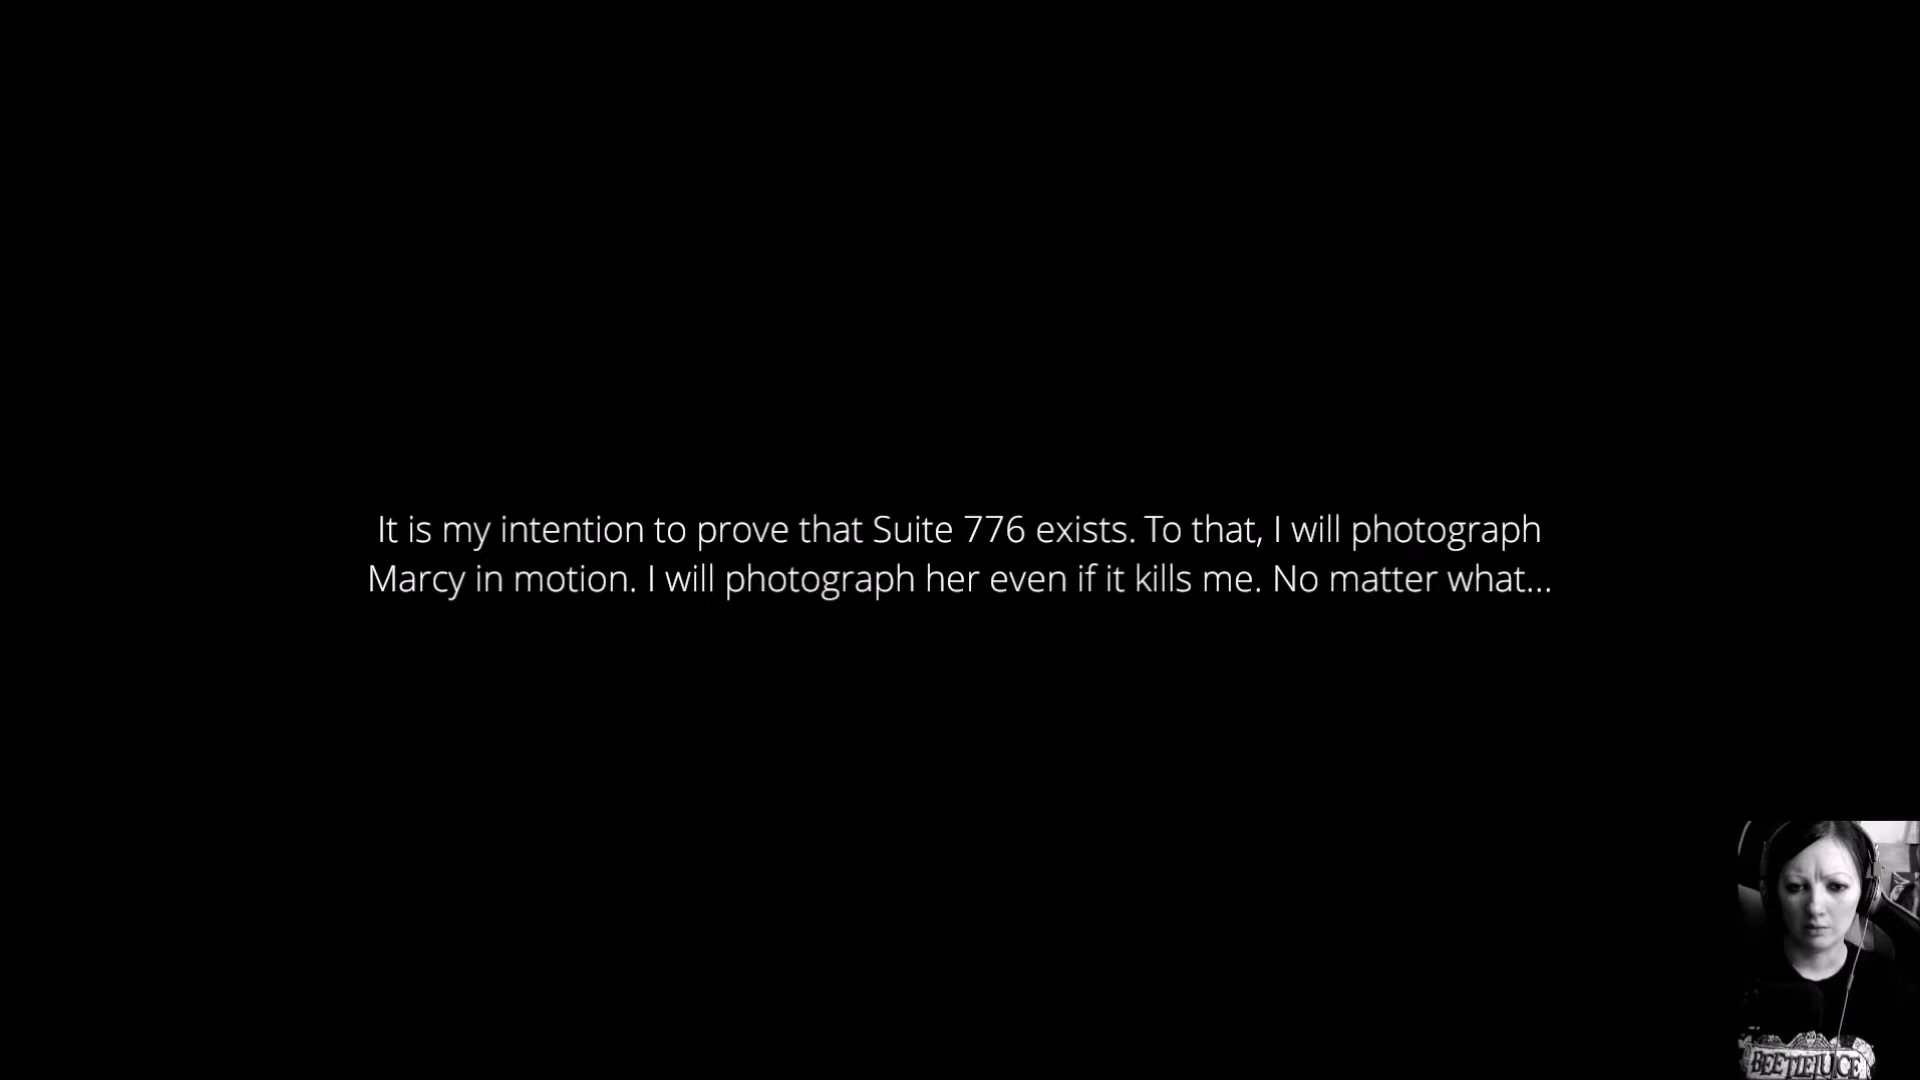 It is my intention to prove that Suite 776 exists. To that, I will photograph
Marcy in motion. I will photograph her even if it kills me. No matter what...
BEETLEJUICE